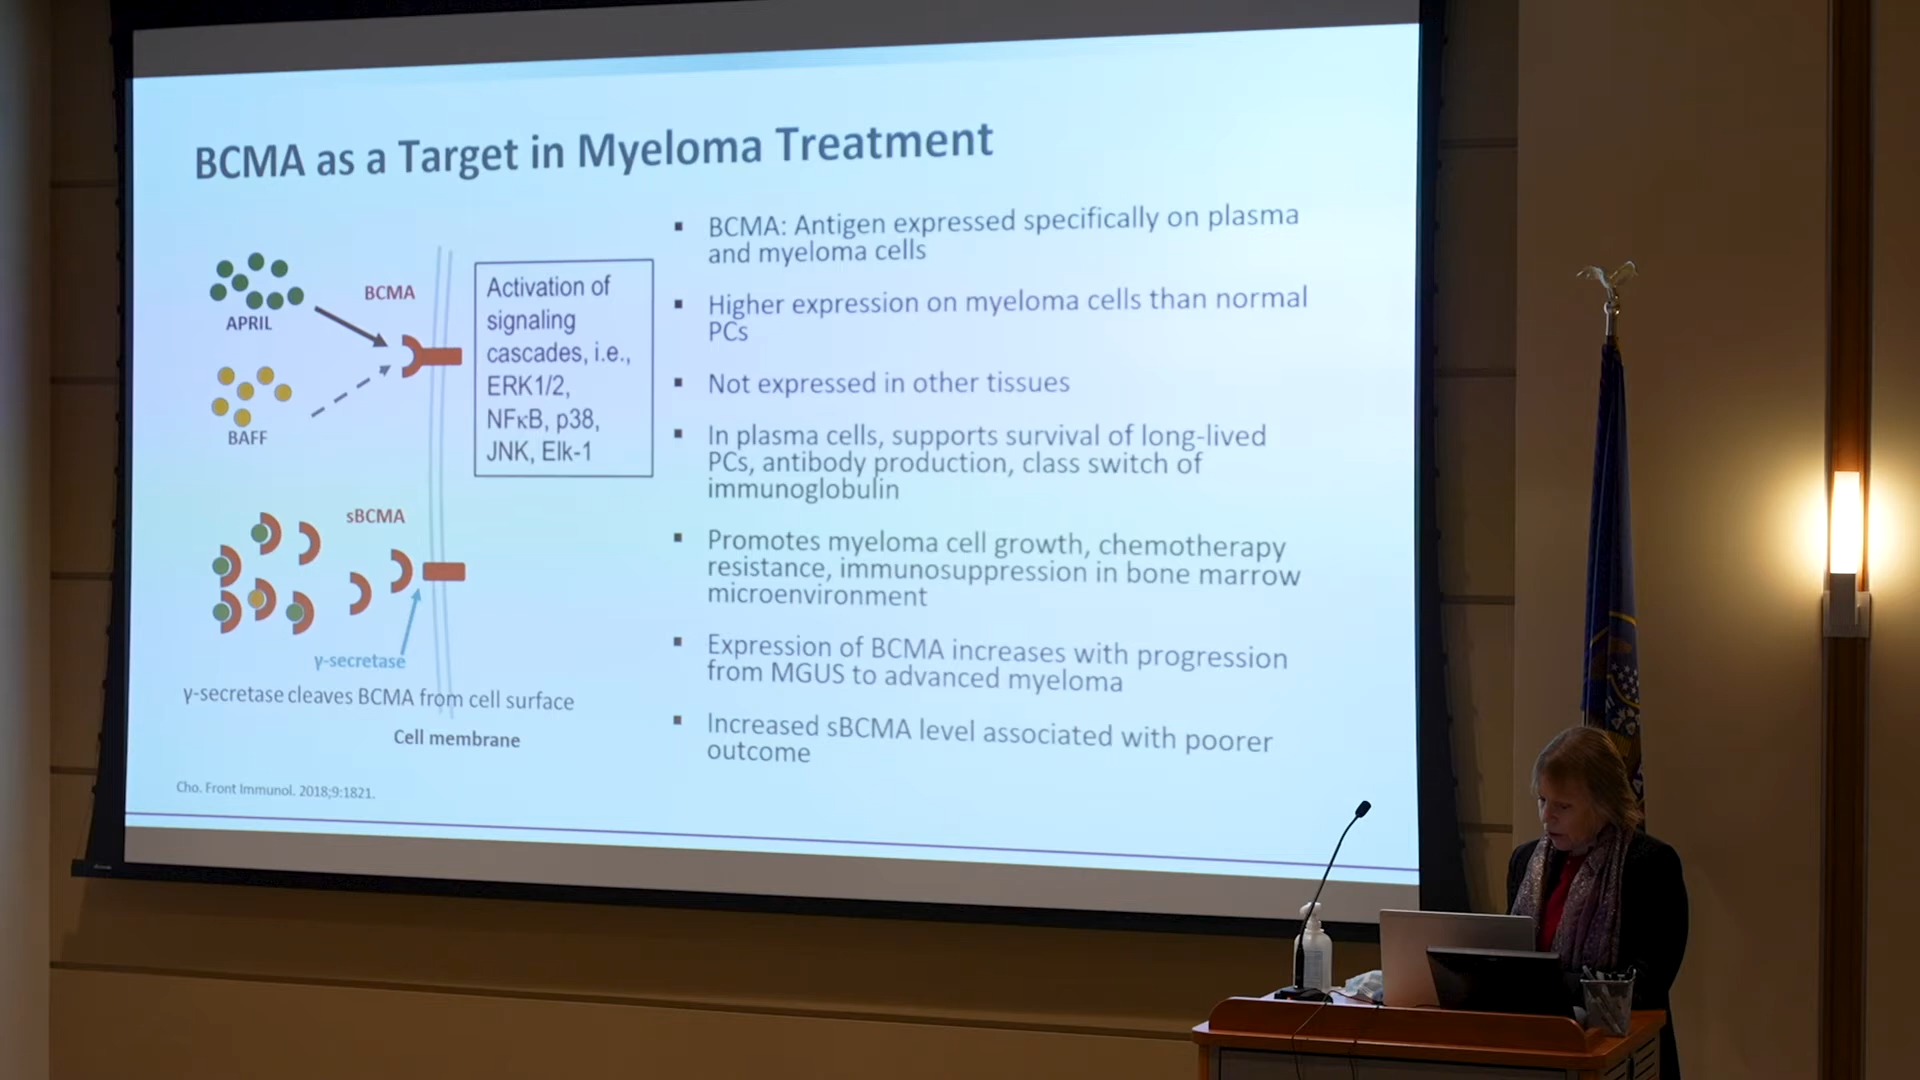 BCMA as a Target in Myeloma Treatment
APRIL
BCMA
BAFF
Activation of
signaling
cascades, i.e.,
ERK1/2,
NFκB, p38,
JNK, Elk-1
sBCMA
γ-secretase
γ-secretase cleaves BCMA from cell surface
Cell membrane
Cho. Front Immunol. 2018;9:1821.
▪ BCMA: Antigen expressed specifically on plasma
and myeloma cells
▪ Higher expression on myeloma cells than normal
PCs
▪ Not expressed in other tissues
▪ In plasma cells, supports survival of long-lived
PCs, antibody production, class switch of
immunoglobulin
▪ Promotes myeloma cell growth, chemotherapy
resistance, immunosuppression in bone marrow
microenvironment
▪ Expression of BCMA increases with progression
from MGUS to advanced myeloma
▪ Increased sBCMA level associated with poorer
outcome